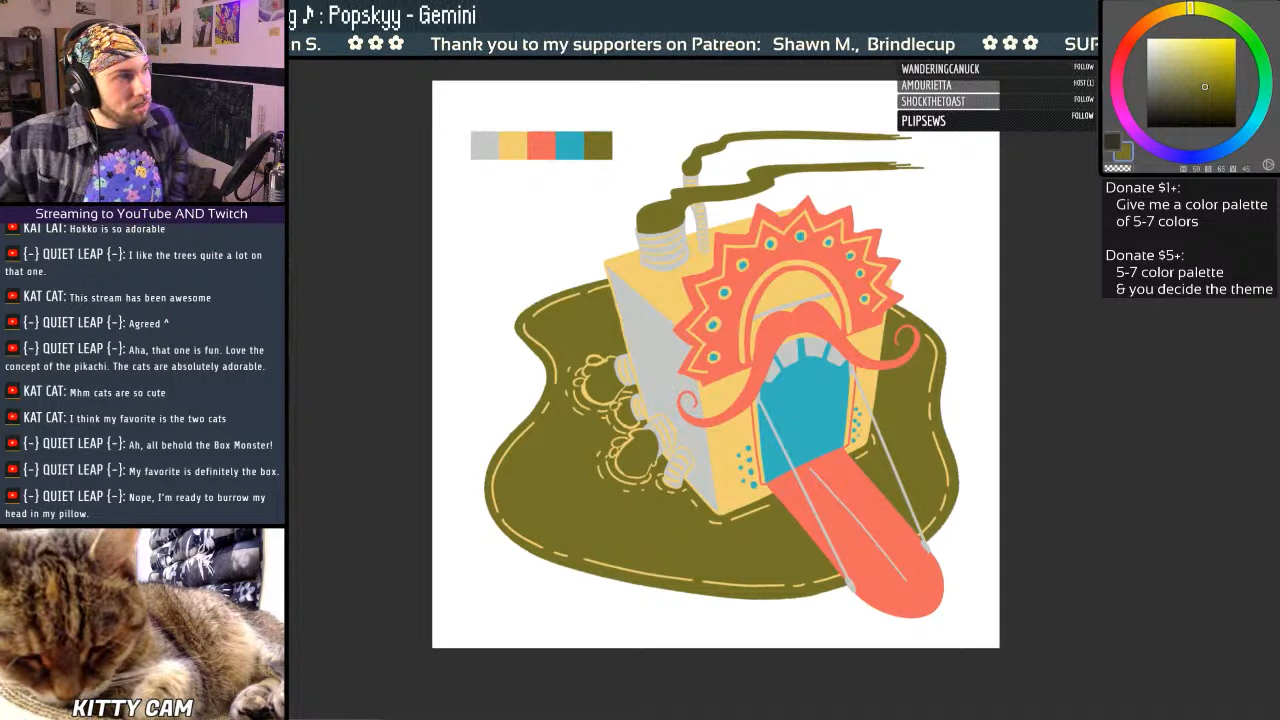 g ♪ : Popskyy - Gemini
n S. ✿ ✿ ✿ Thank you to my supporters on Patreon: Shawn M., Brindlecup ✿ ✿ ✿ SUP
WANDERINGCANUCK FOLLOW
AMOURIETTA HOST (1)
SHOCKTHETOAST FOLLOW
PLIPSEWS FOLLOW
Donate $1+:
Give me a color palette
of 5-7 colors
Donate $5+:
5-7 color palette
& you decide the theme
Streaming to YouTube AND Twitch
KAT CAT: Hokko is so adorable
{-} QUIET LEAP {-}: I like the trees quite a lot on
that one.
KAT CAT: This stream has been awesome
{-} QUIET LEAP {-}: Agreed ^
{-} QUIET LEAP {-}: Aha, that one is fun. Love the
concept of the pikachi. The cats are absolutely adorable.
KAT CAT: Mhm cats are so cute
KAT CAT: I think my favorite is the two cats
{-} QUIET LEAP {-}: Ah, all behold the Box Monster!
{-} QUIET LEAP {-}: My favorite is definitely the box.
{-} QUIET LEAP {-}: Nope, I'm ready to burrow my
head in my pillow.
KITTY CAM